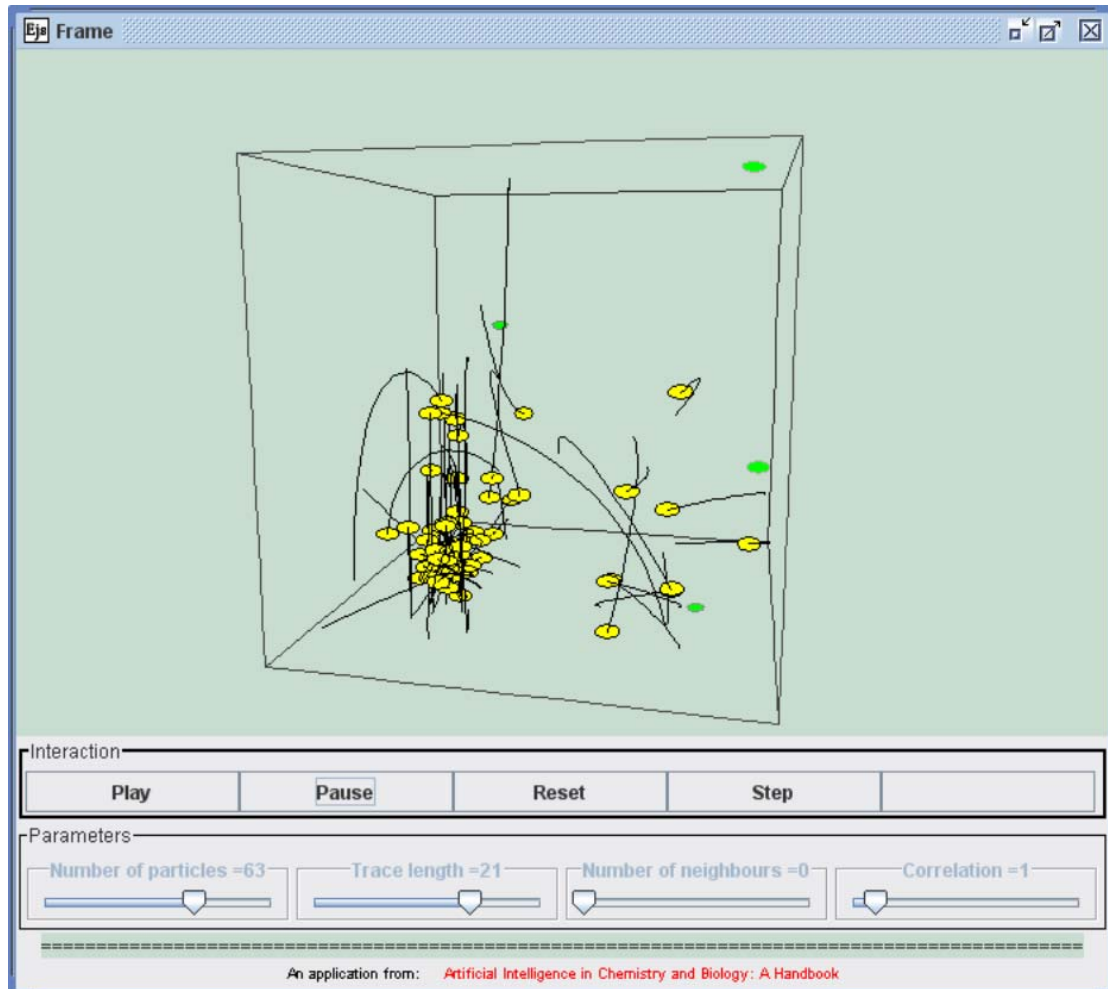 Ejs Frame
Interaction
Play Pause Reset Step
Parameters
Number of particles =63 Trace length =21 Number of neighbours =0 Correlation =1
An application from: Artificial Intelligence in Chemistry and Biology: A Handbook